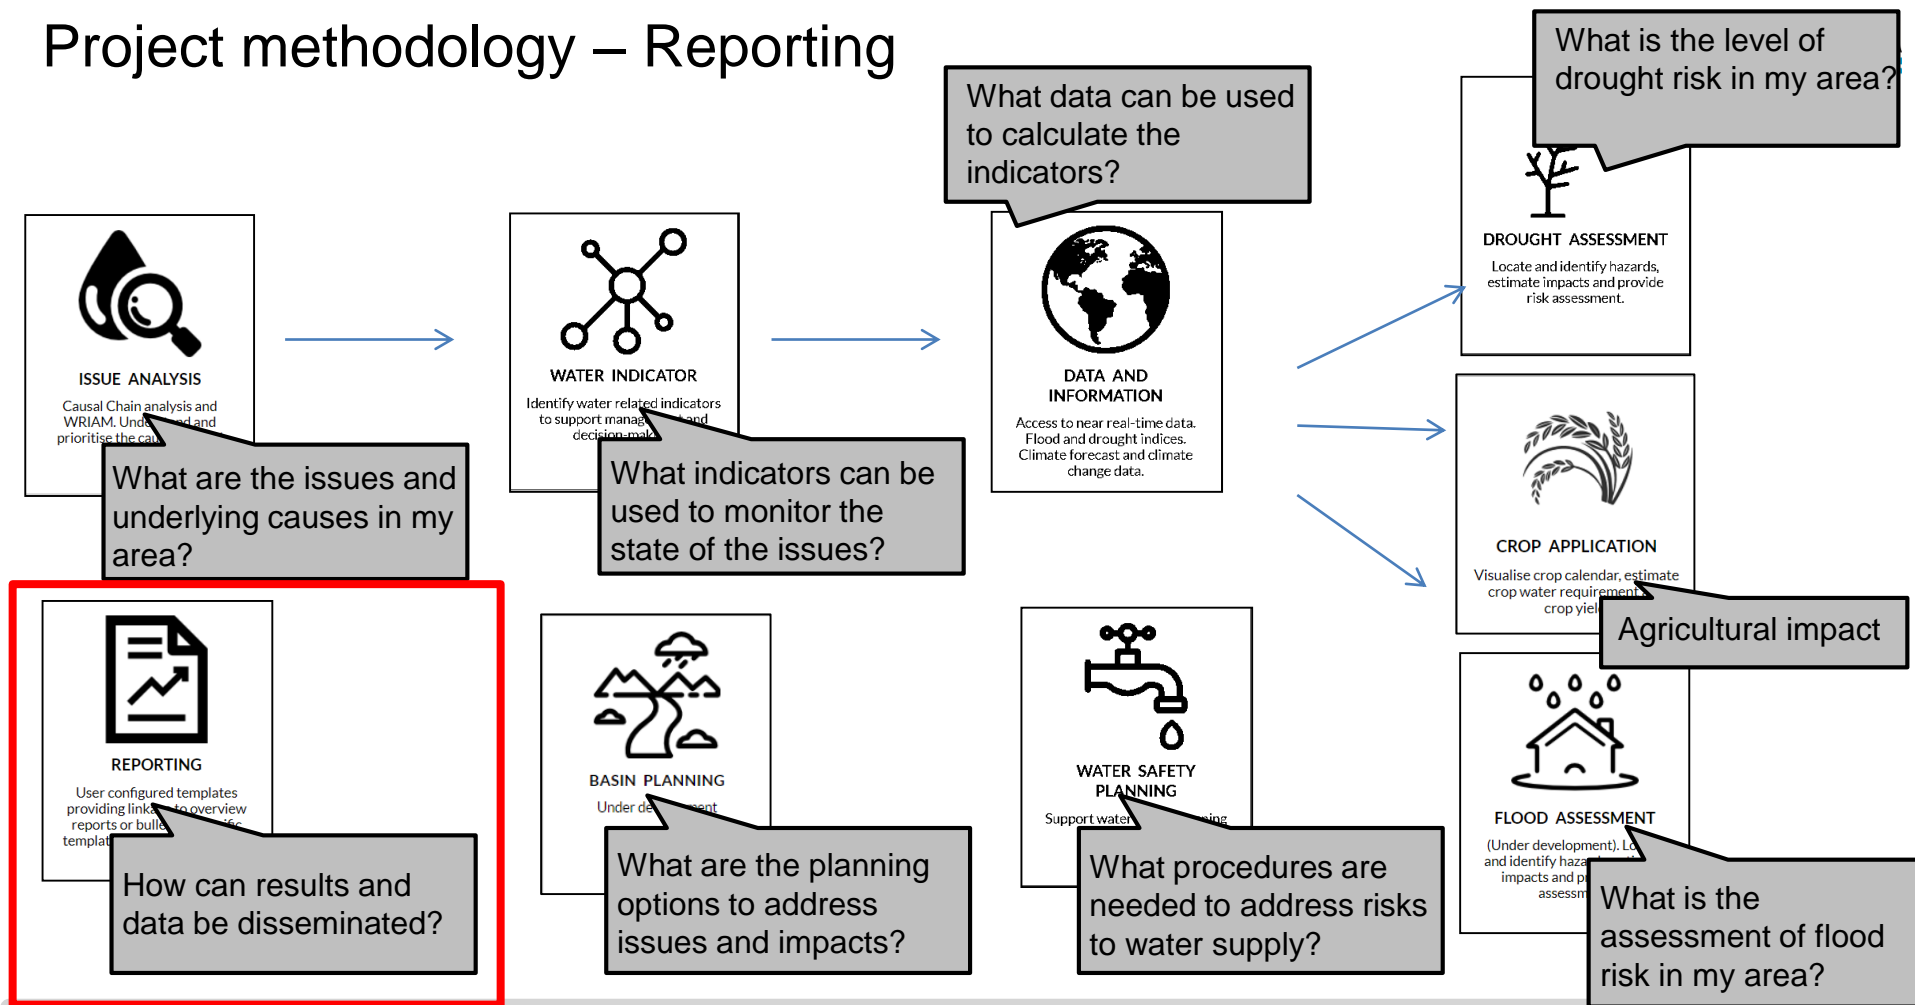 Project methodology – Reporting
What data can be used
to calculate the
indicators?
What is the level of
drought risk in my area?
ISSUE ANALYSIS
Causal Chain analysis and
WRIAM. and
prioritise the
What are the issues and
underlying causes in my
area?
WATER INDICATOR
Identify water related indicators
to support and
What indicators can be
used to monitor the
state of the issues?
DATA AND
INFORMATION
Access to near real-time data.
Flood and drought indices.
Climate forecast and climate
change data.
DROUGHT ASSESSMENT
Locate and identify hazards,
estimate impacts and provide
risk assessment.
CROP APPLICATION
Visualise crop calendar, estimate
crop water requirement
crop
Agricultural impact
REPORTING
User configured templates
providing to overview
reports or
How can results and
data be disseminated?
BASIN PLANNING
Under
What are the planning
options to address
issues and impacts?
WATER SAFETY
PLANNING
Support water
What procedures are
needed to address risks
to water supply?
FLOOD ASSESSMENT
(Under development).
and identify
impacts and
What is the
assessment of flood
risk in my area?